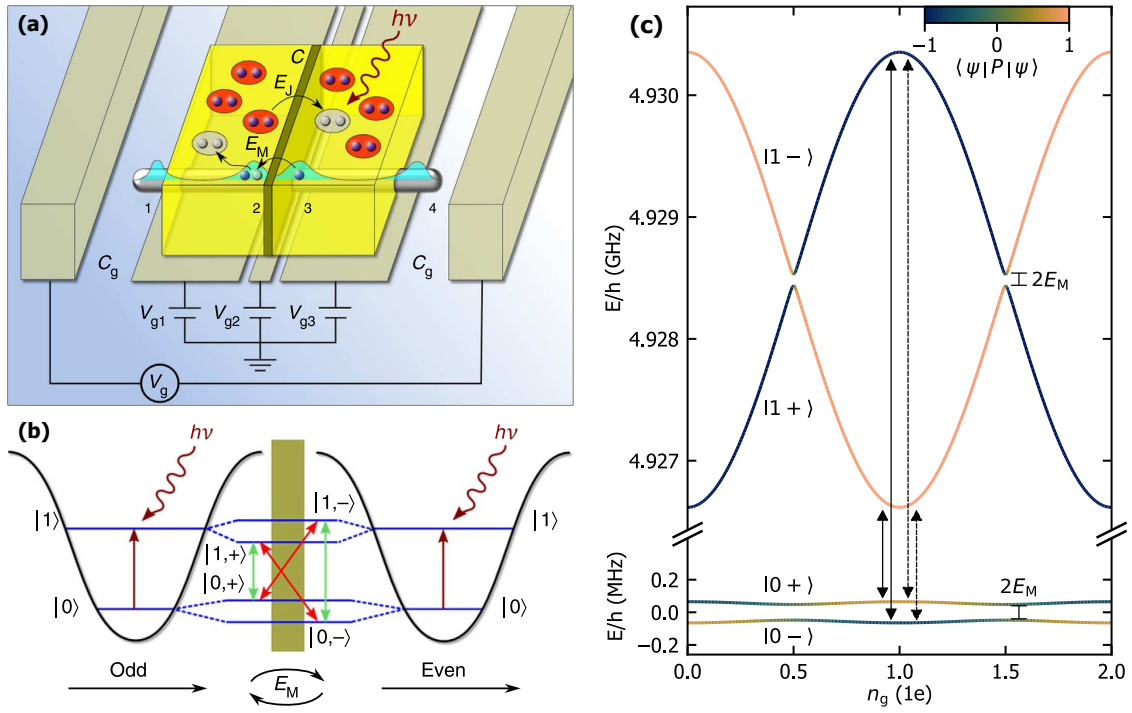 (a)
hν
C
E_J
E_M
1
2
3
4
C_g
C_g
V_g1
V_g2
V_g3
V_g
(b)
hν
hν
|1⟩
|1⟩
|1,−⟩
|1,+⟩
|0,+⟩
|0⟩
|0⟩
|0,−⟩
Odd
E_M
Even
(c)
−1 0 1
⟨ψ|P|ψ⟩
4.930
|1−⟩
4.929
2E_M
E/h (GHz)
4.928
|1+⟩
4.927
0.2
|0+⟩
2E_M
0.0
E/h (MHz)
|0−⟩
−0.2
0.0 0.5 1.0 1.5 2.0
n_g (1e)